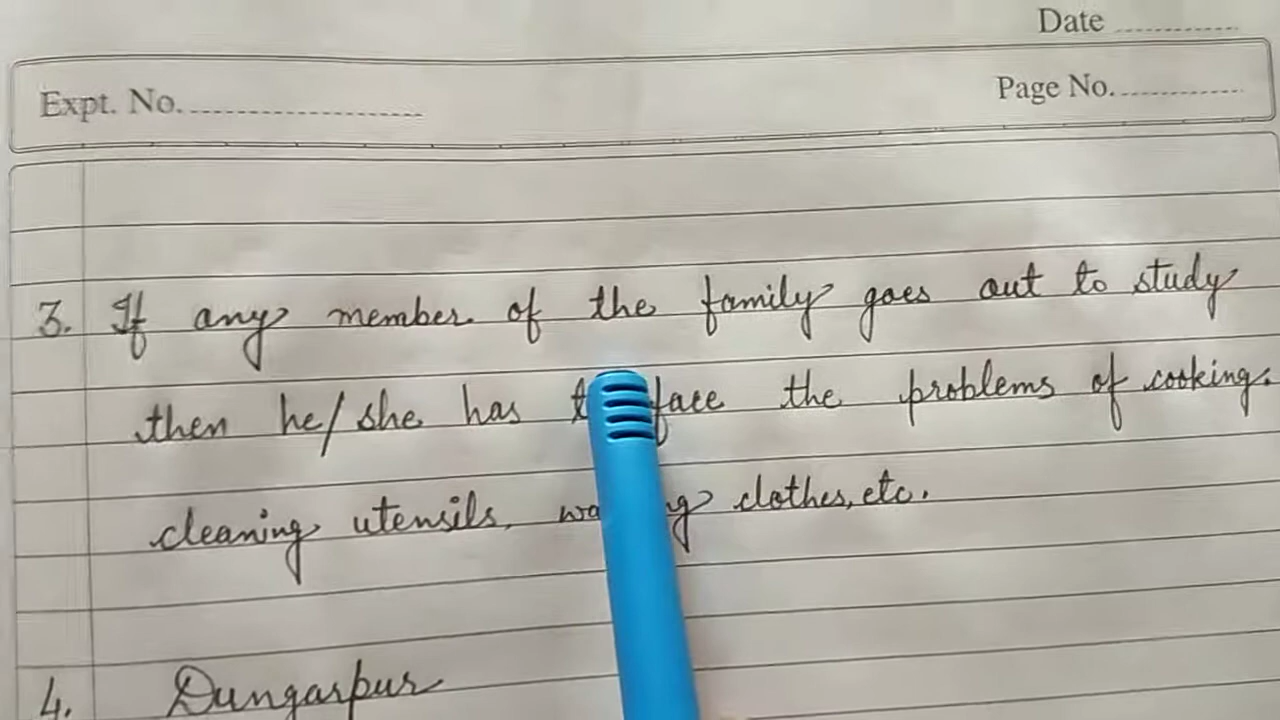 Date
Expt. No.
Page No.
3. If any member of the family goes out to study
then he/she has face the problems of cooking.
cleaning utensils, clothes, etc.
4. Dungarpur